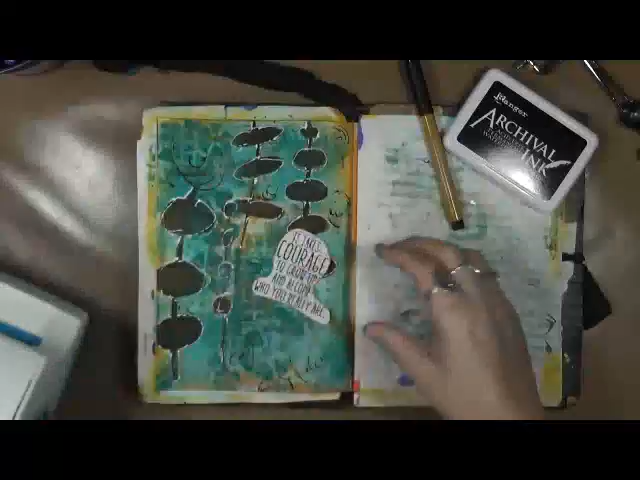 IT TAKES
COURAGE
TO GROW UP
AND BECOME
WHO YOU REALLY ARE.
Ranger
ARCHIVAL
INK